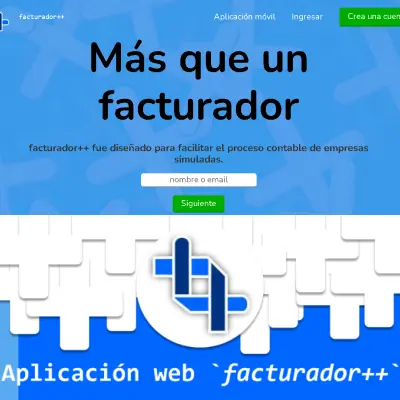 facturador++ Aplicación móvil Ingresar Crea una cuen
Más que un
facturador
facturador++ fue diseñado para facilitar el proceso contable de empresas
simuladas.
nombre o email
Siguiente
Aplicación web `facturador++`